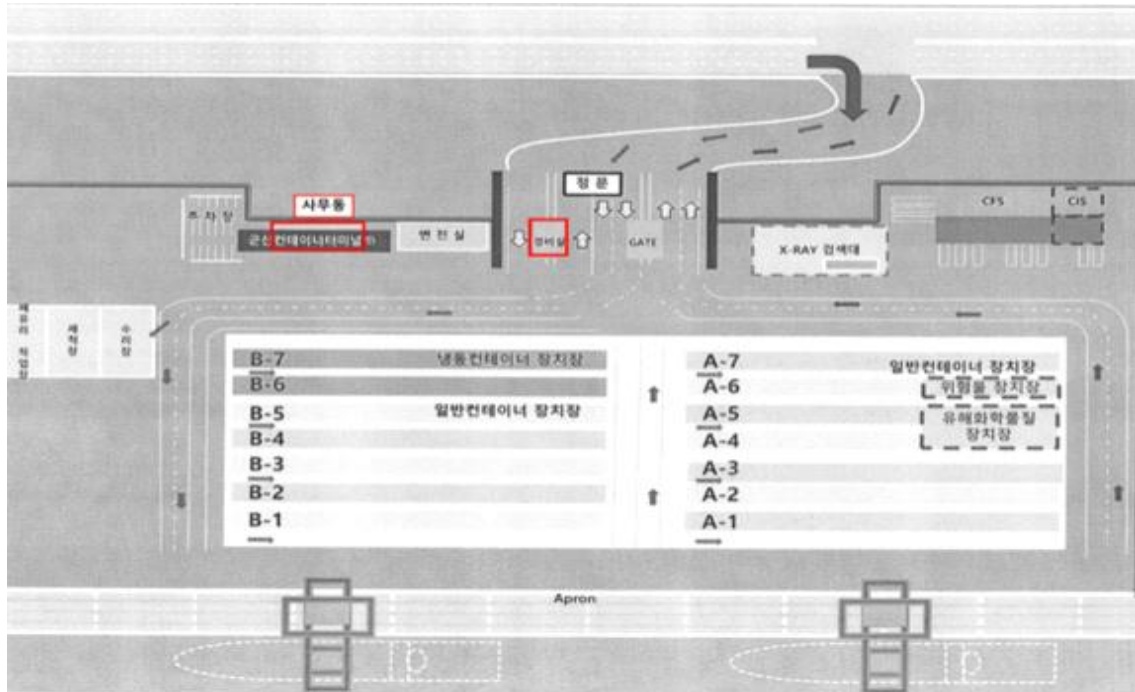 정문
사무동
주차장
CFS
CIS
군산컨테이너터미널㈜
변전실
경비실
GATE
X-RAY 검색대
세척장
수리장
B-7
냉동컨테이너 장치장
B-6
B-5
일반컨테이너 장치장
B-4
B-3
B-2
B-1
A-7
일반컨테이너 장치장
A-6
위험물 장치장
A-5
유해화학물질
장치장
A-4
A-3
A-2
A-1
Apron